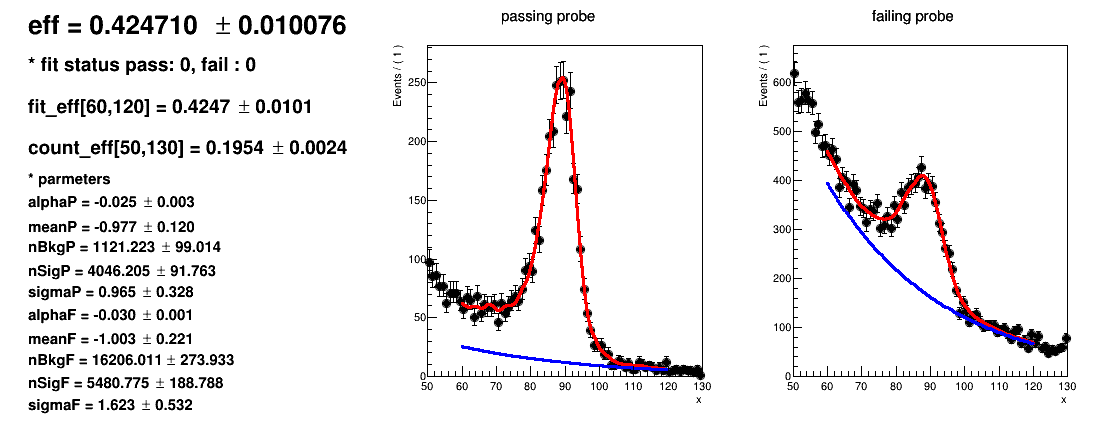 eff = 0.424710 ± 0.010076
* fit status pass: 0, fail : 0
fit_eff[60,120] = 0.4247 ± 0.0101
count_eff[50,130] = 0.1954 ± 0.0024
* parmeters
alphaP = -0.025 ± 0.003
meanP = -0.977 ± 0.120
nBkgP = 1121.223 ± 99.014
nSigP = 4046.205 ± 91.763
sigmaP = 0.965 ± 0.328
alphaF = -0.030 ± 0.001
meanF = -1.003 ± 0.221
nBkgF = 16206.011 ± 273.933
nSigF = 5480.775 ± 188.788
sigmaF = 1.623 ± 0.532
passing probe
Events / ( 1 )
250
200
150
100
50
0
50 60 70 80 90 100 110 120 130
x
failing probe
Events / ( 1 )
600
500
400
300
200
100
0
50 60 70 80 90 100 110 120 130
x